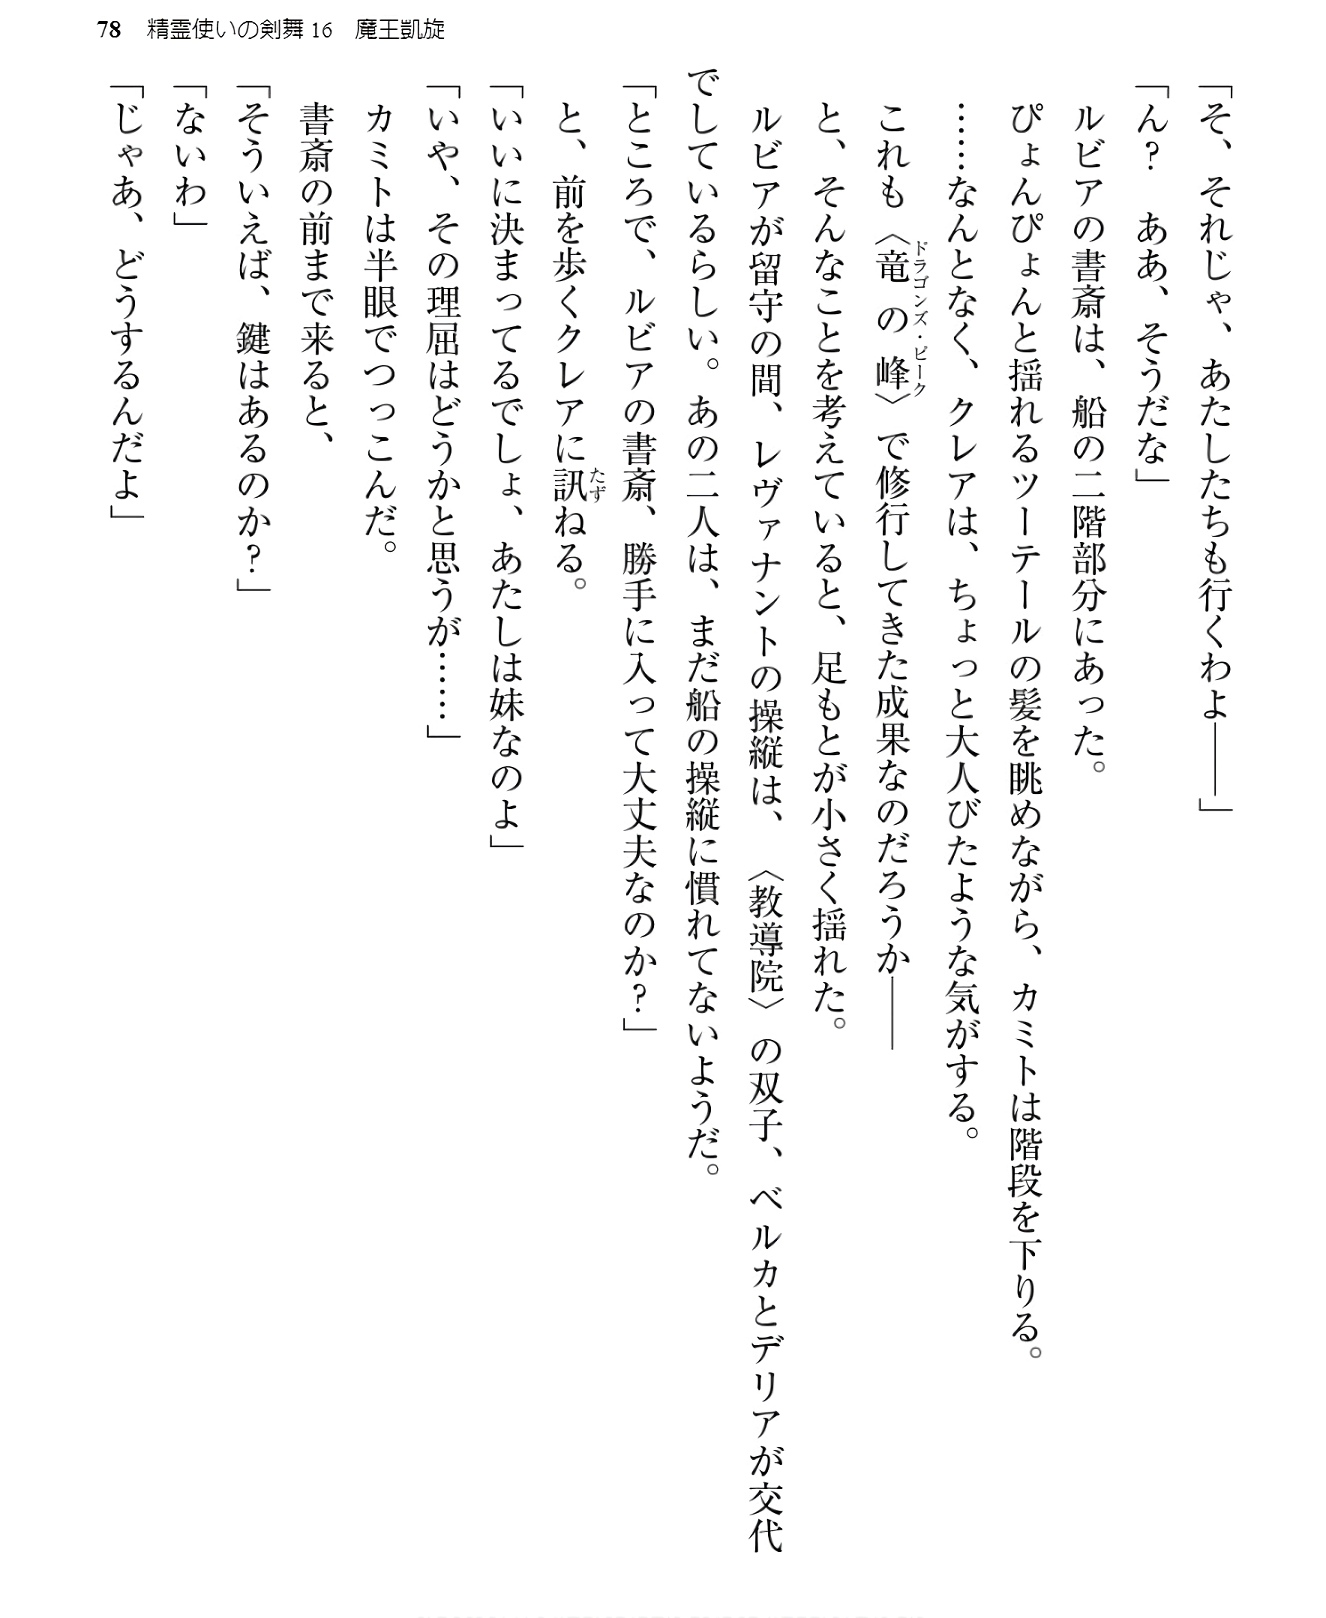 78 精霊使いの剣舞16　魔王凱旋
「そ、それじゃ、あたしたちも行くわよ――」
「ん？　ああ、そうだな」
　ルビアの書斎は、船の二階部分にあった。
　ぴょんぴょんと揺れるツーテールの髪を眺めながら、カミトは階段を下りる。
　……なんとなく、クレアは、ちょっと大人びたような気がする。
　これも〈竜の峰〉で修行してきた成果なのだろうか――
ドラゴンズ・ピーク
　と、そんなことを考えていると、足もとが小さく揺れた。
　ルビアが留守の間、レヴァナントの操縦は、〈教導院〉の双子、ベルカとデリアが交代
でしているらしい。あの二人は、まだ船の操縦に慣れてないようだ。
「ところで、ルビアの書斎、勝手に入って大丈夫なのか？」
　と、前を歩くクレアに訊ねる。
たず
「いいに決まってるでしょ、あたしは妹なのよ」
「いや、その理屈はどうかと思うが……」
　カミトは半眼でつっこんだ。
　書斎の前まで来ると、
「そういえば、鍵はあるのか？」
「ないわ」
「じゃあ、どうするんだよ」